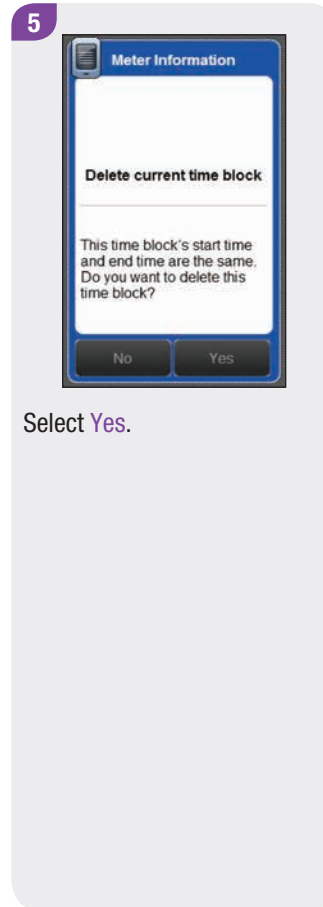 5
Meter Information
Delete current time block
This time block's start time
and end time are the same.
Do you want to delete this
time block?
No
Yes
Select Yes.